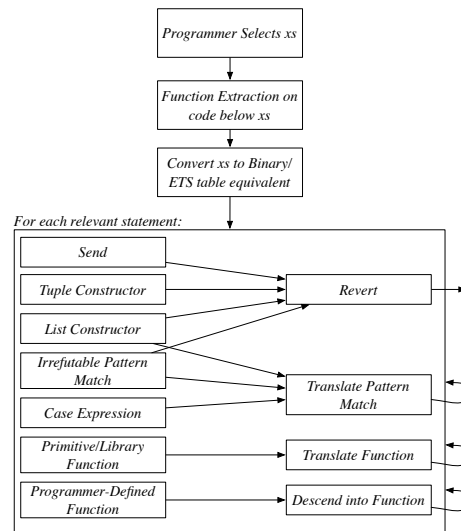 Programmer Selects xs
Function Extraction on
code below xs
Convert xs to Binary/
ETS table equivalent
For each relevant statement:
Send
Tuple Constructor
Revert
List Constructor
Irrefutable Pattern
Match
Translate Pattern
Match
Case Expression
Primitive/Library
Function
Translate Function
Programmer-Defined
Function
Descend into Function